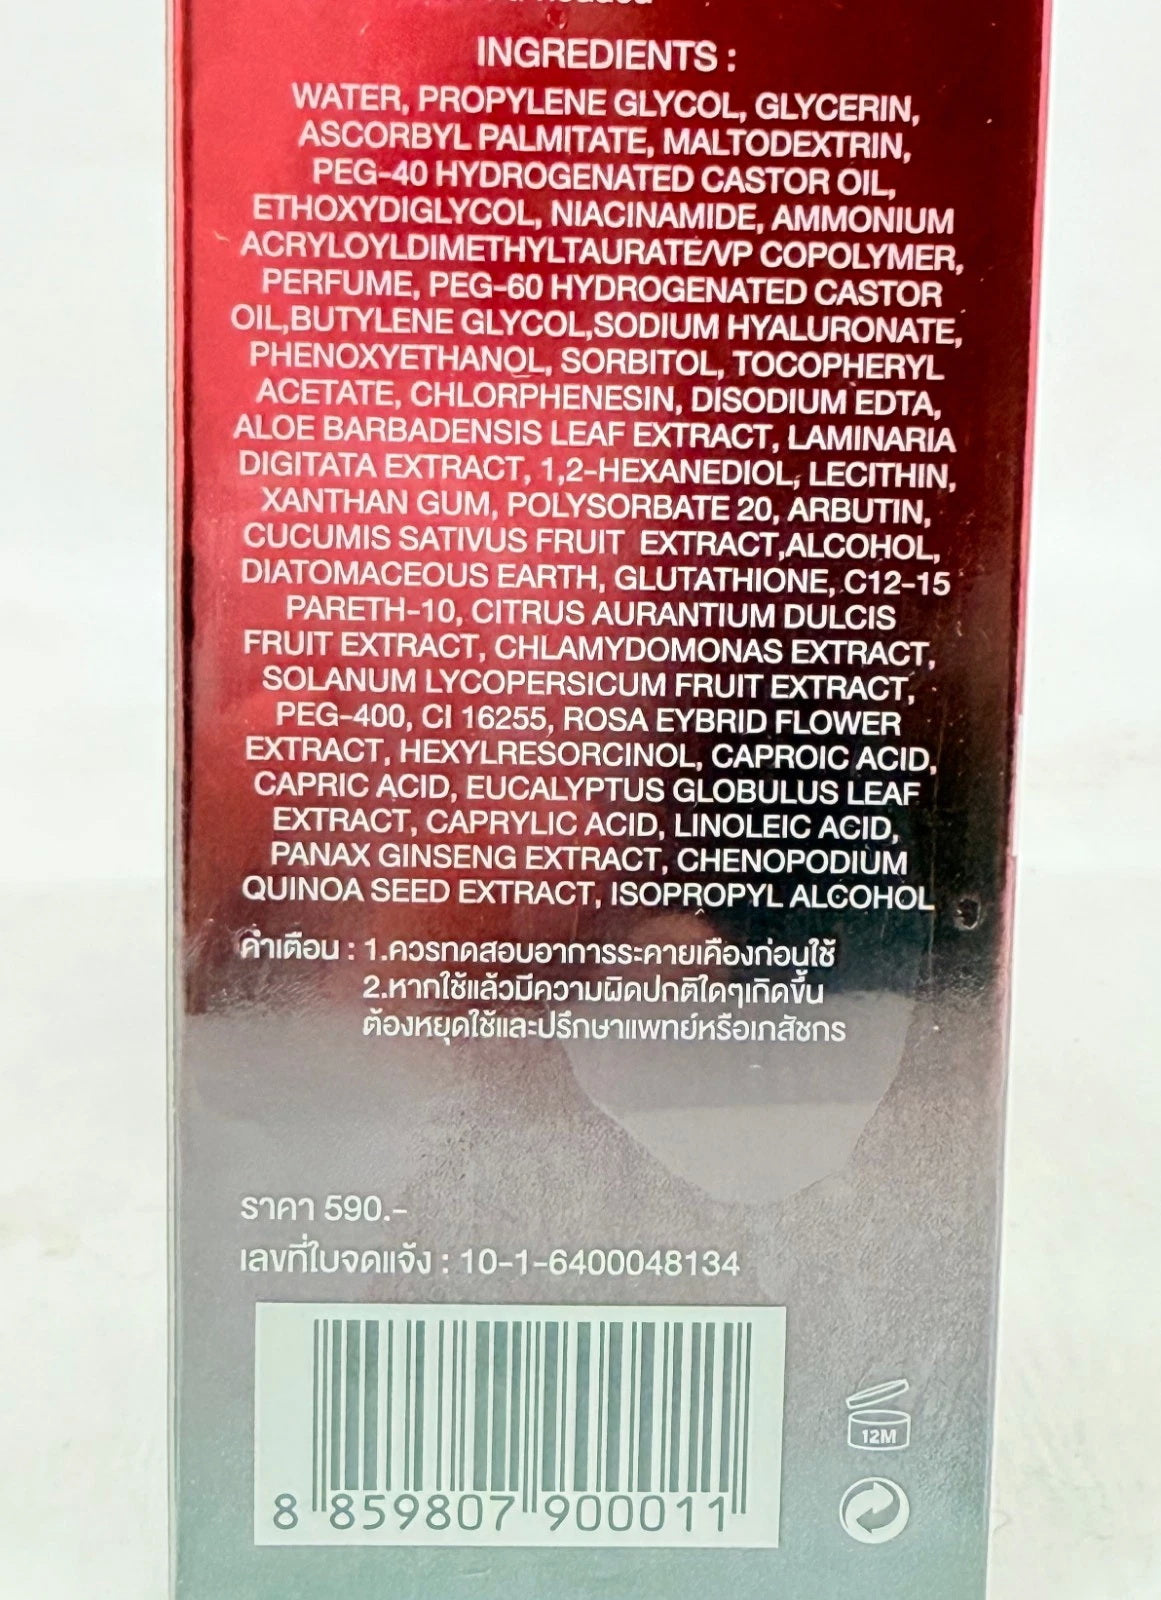 INGREDIENTS :
WATER, PROPYLENE GLYCOL, GLYCERIN,
ASCORBYL PALMITATE, MALTODEXTRIN,
PEG-40 HYDROGENATED CASTOR OIL,
ETHOXYDIGLYCOL, NIACINAMIDE, AMMONIUM
ACRYLOYLDIMETHYLTAURATE/VP COPOLYMER,
PERFUME, PEG-60 HYDROGENATED CASTOR
OIL,BUTYLENE GLYCOL,SODIUM HYALURONATE,
PHENOXYETHANOL, SORBITOL, TOCOPHERYL
ACETATE, CHLORPHENESIN, DISODIUM EDTA,
ALOE BARBADENSIS LEAF EXTRACT, LAMINARIA
DIGITATA EXTRACT, 1,2-HEXANEDIOL, LECITHIN,
XANTHAN GUM, POLYSORBATE 20, ARBUTIN,
CUCUMIS SATIVUS FRUIT EXTRACT,ALCOHOL,
DIATOMACEOUS EARTH, GLUTATHIONE, C12-15
PARETH-10, CITRUS AURANTIUM DULCIS
FRUIT EXTRACT, CHLAMYDOMONAS EXTRACT,
SOLANUM LYCOPERSICUM FRUIT EXTRACT,
PEG-400, CI 16255, ROSA EYBRID FLOWER
EXTRACT, HEXYLRESORCINOL, CAPROIC ACID,
CAPRIC ACID, EUCALYPTUS GLOBULUS LEAF
EXTRACT, CAPRYLIC ACID, LINOLEIC ACID,
PANAX GINSENG EXTRACT, CHENOPODIUM
QUINOA SEED EXTRACT, ISOPROPYL ALCOHOL
คำเตือน : 1.ควรทดสอบอาการระคายเคืองก่อนใช้
2.หากใช้แล้วมีความผิดปกติใดๆเกิดขึ้น
ต้องหยุดใช้และปรึกษาแพทย์หรือเภสัชกร
ราคา 590.-
เลขที่ใบจดแจ้ง : 10-1-6400048134
12M
8 859807 900011